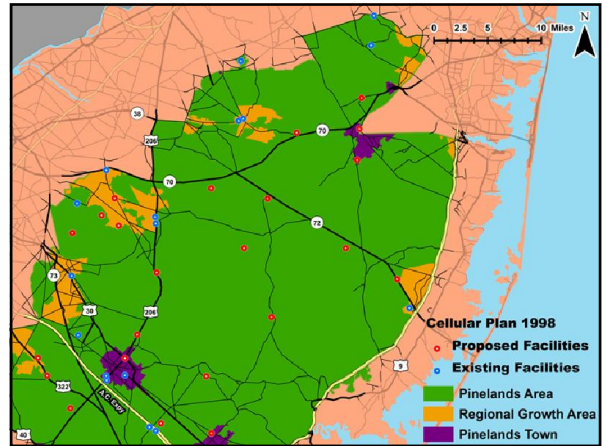 0 2.5 5 10 Miles
N
38
206
70
70
72
73
30
206
9
322
A.C. EXPY
40
Cellular Plan 1998
Proposed Facilities
Existing Facilities
Pinelands Area
Regional Growth Area
Pinelands Town